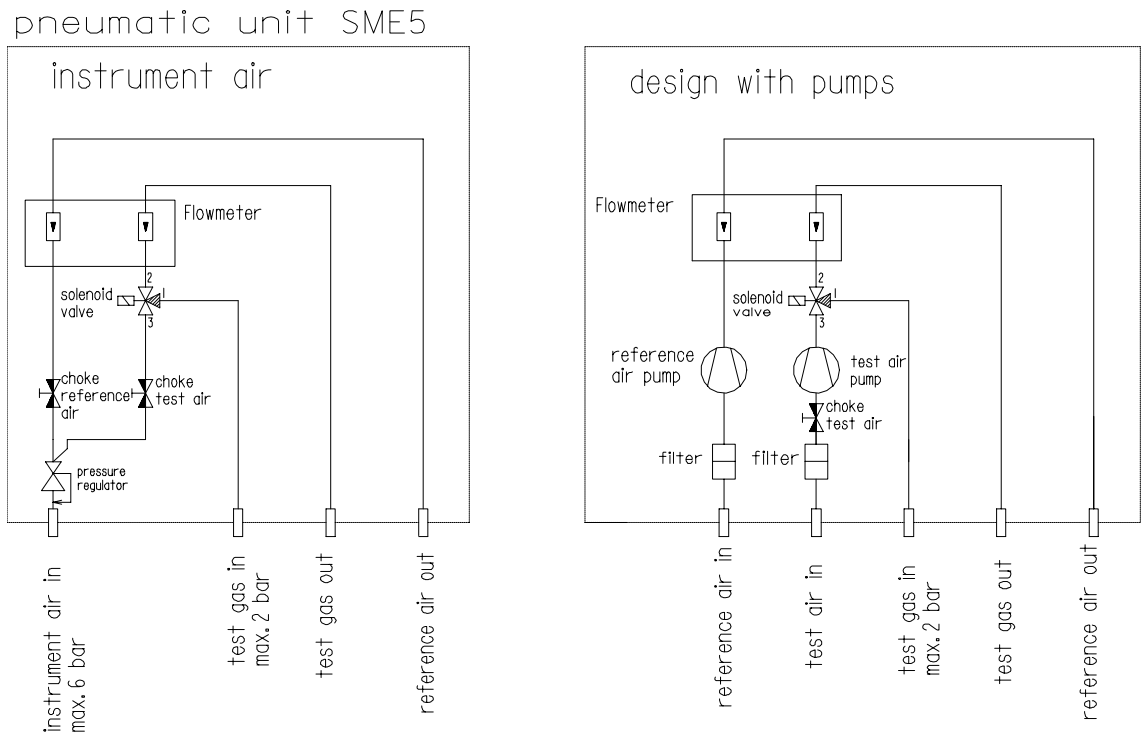 pneumatic unit SME5
instrument air
Flowmeter
2
solenoid
valve
1
3
choke
reference
air
choke
test air
pressure
regulator
instrument air in
max. 6 bar
test gas in
max. 2 bar
test gas out
reference air out
design with pumps
Flowmeter
2
solenoid
valve
1
3
reference
air pump
test air
pump
choke
test air
filter
filter
reference air in
test air in
test gas in
max. 2 bar
test gas out
reference air out